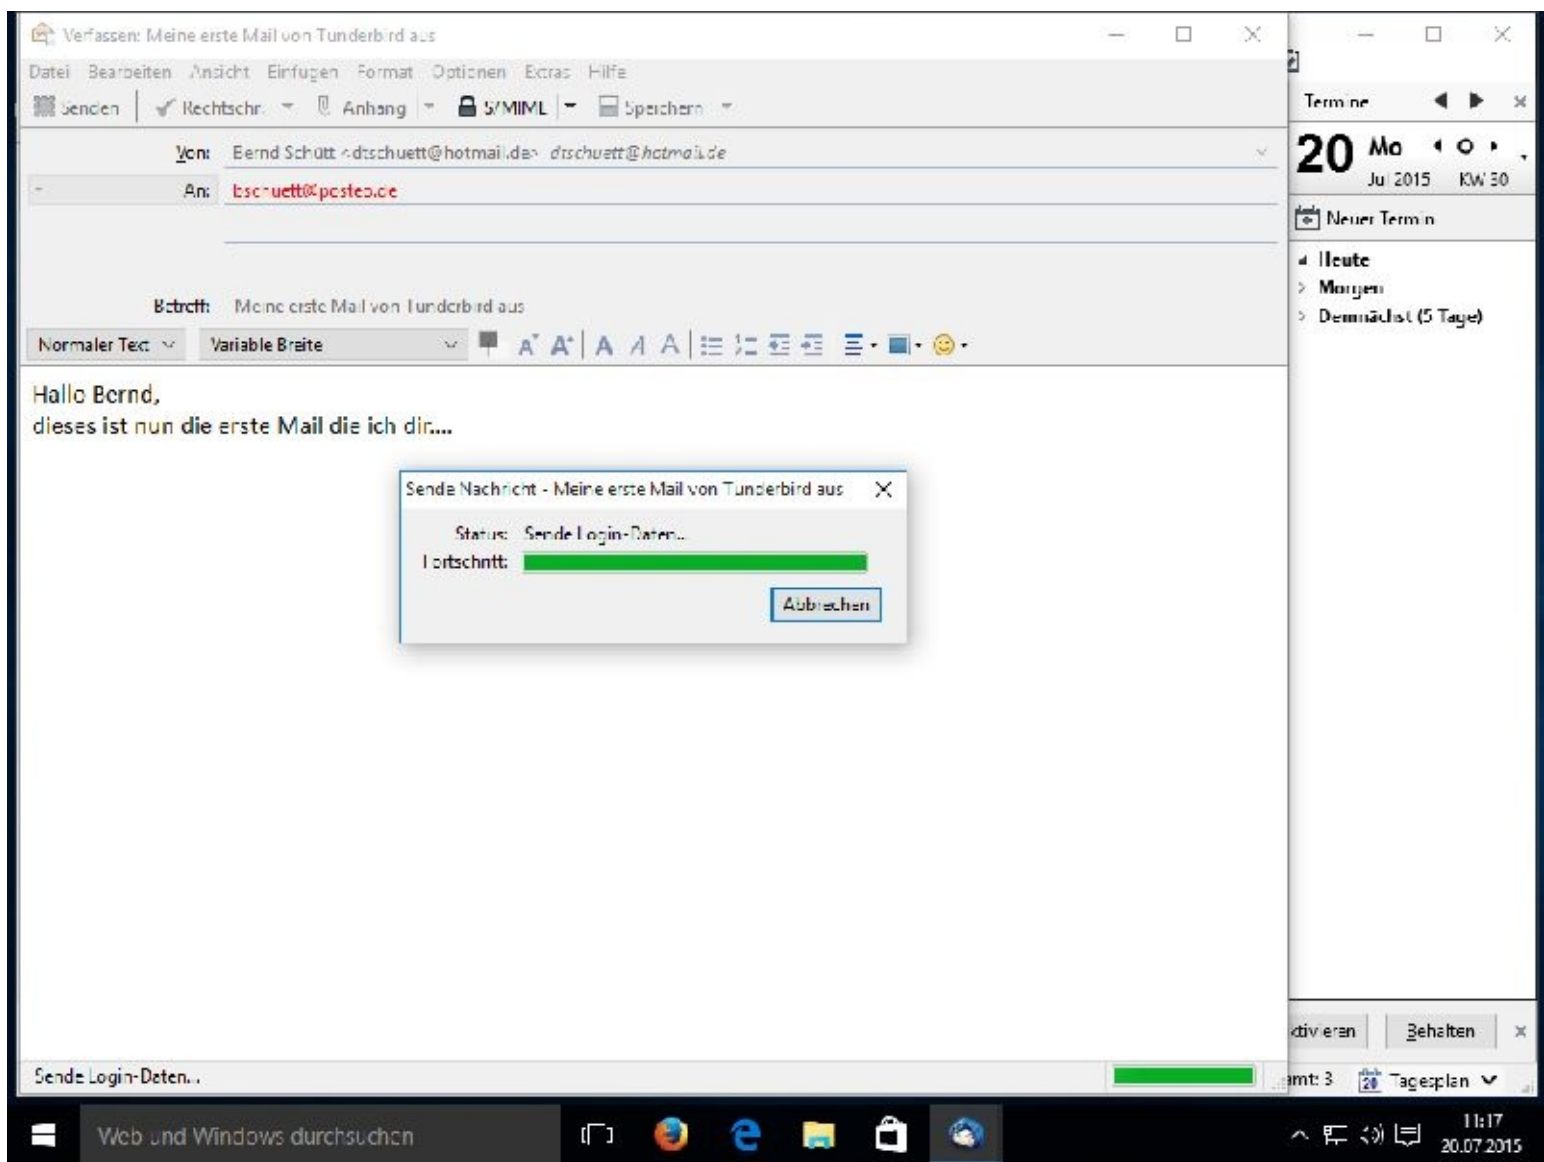 Verfassen: Meine erste Mail von Tunderbird aus
Datei Bearbeiten Ansicht Einfügen Format Optionen Extras Hilfe
Senden Rechtschr. Anhang S/MIME Speichern
Von: Bernd Schütt <dtschuett@hotmail.de> dtschuett@hotmail.de
An: bschuett@posteo.de
Betreff: Meine erste Mail von Tunderbird aus
Normaler Text Variable Breite
Hallo Bernd,
dieses ist nun die erste Mail die ich dir....
Sende Nachricht - Meine erste Mail von Tunderbird aus
Status: Sende Login-Daten...
Fortschritt:
Abbrechen
Termine
20 Mo
Jul 2015 KW 30
Neuer Termin
Heute
Morgen
Demnächst (5 Tage)
ktivieren Behalten
Sende Login-Daten...
amt: 3 20 Tagesplan
Web und Windows durchsuchen
11:17
20.07.2015